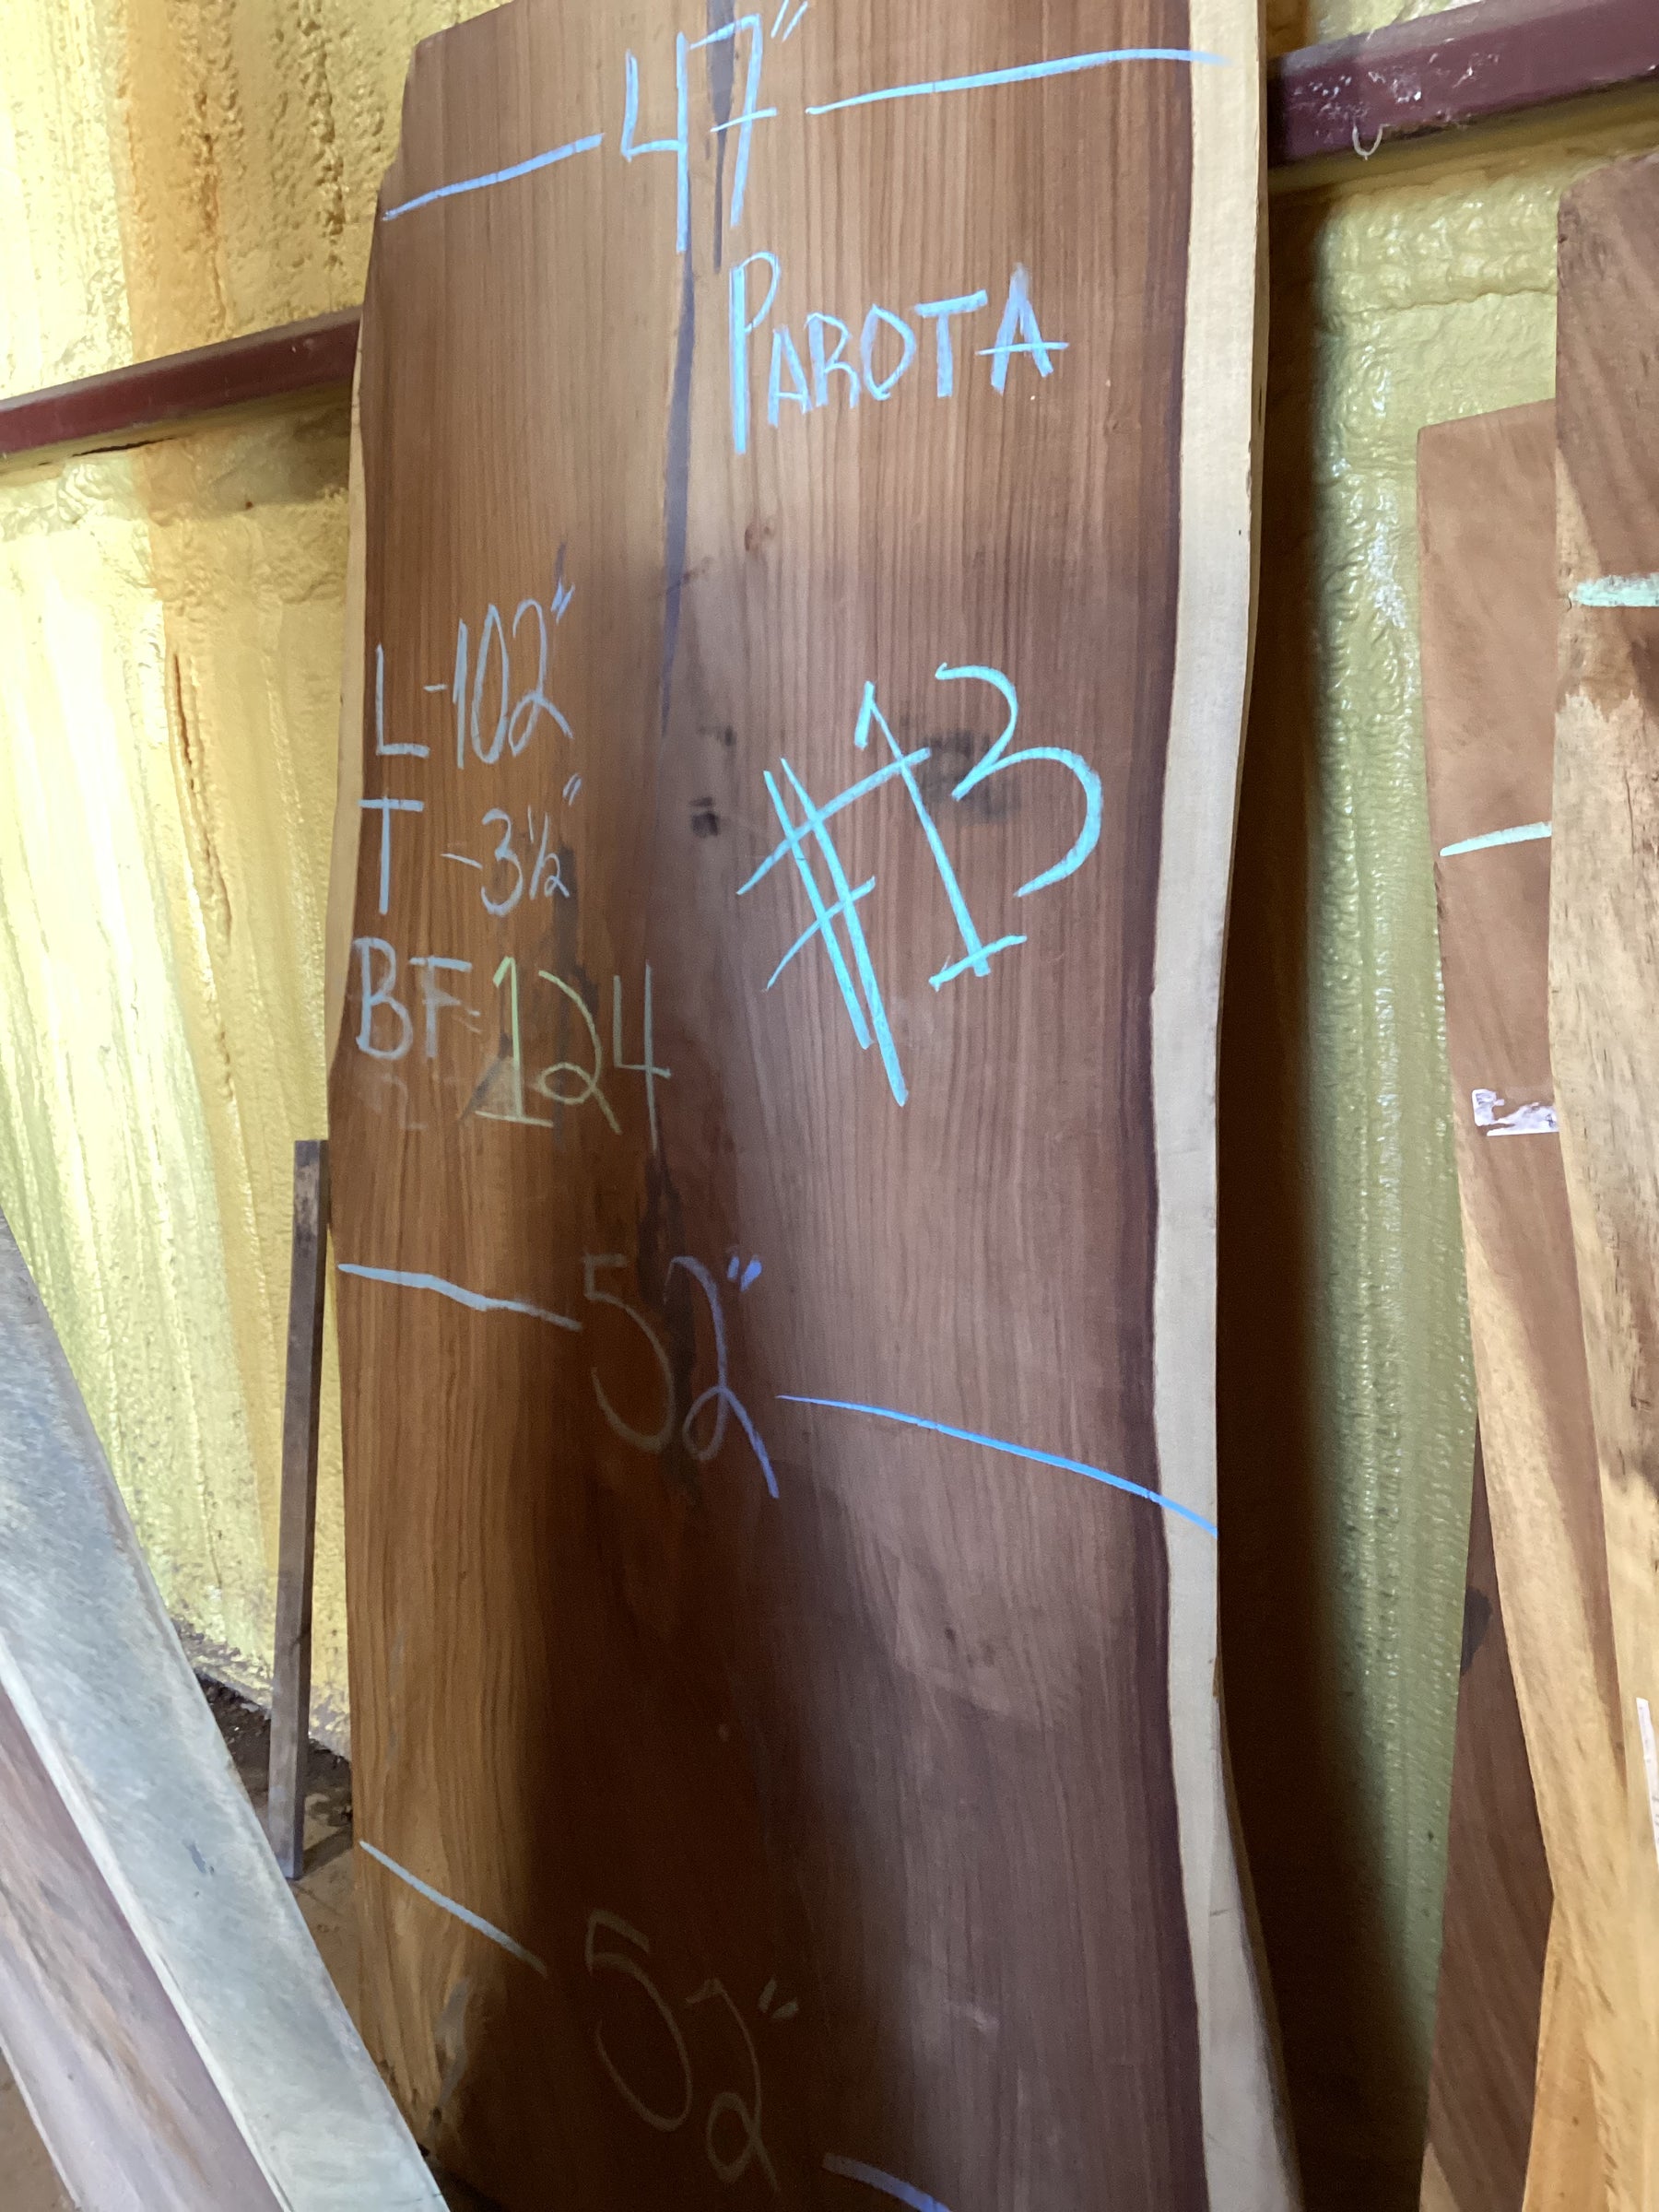 47"
PAROTA
L-102"
T-3½"
#13
BF-124
52"
52"